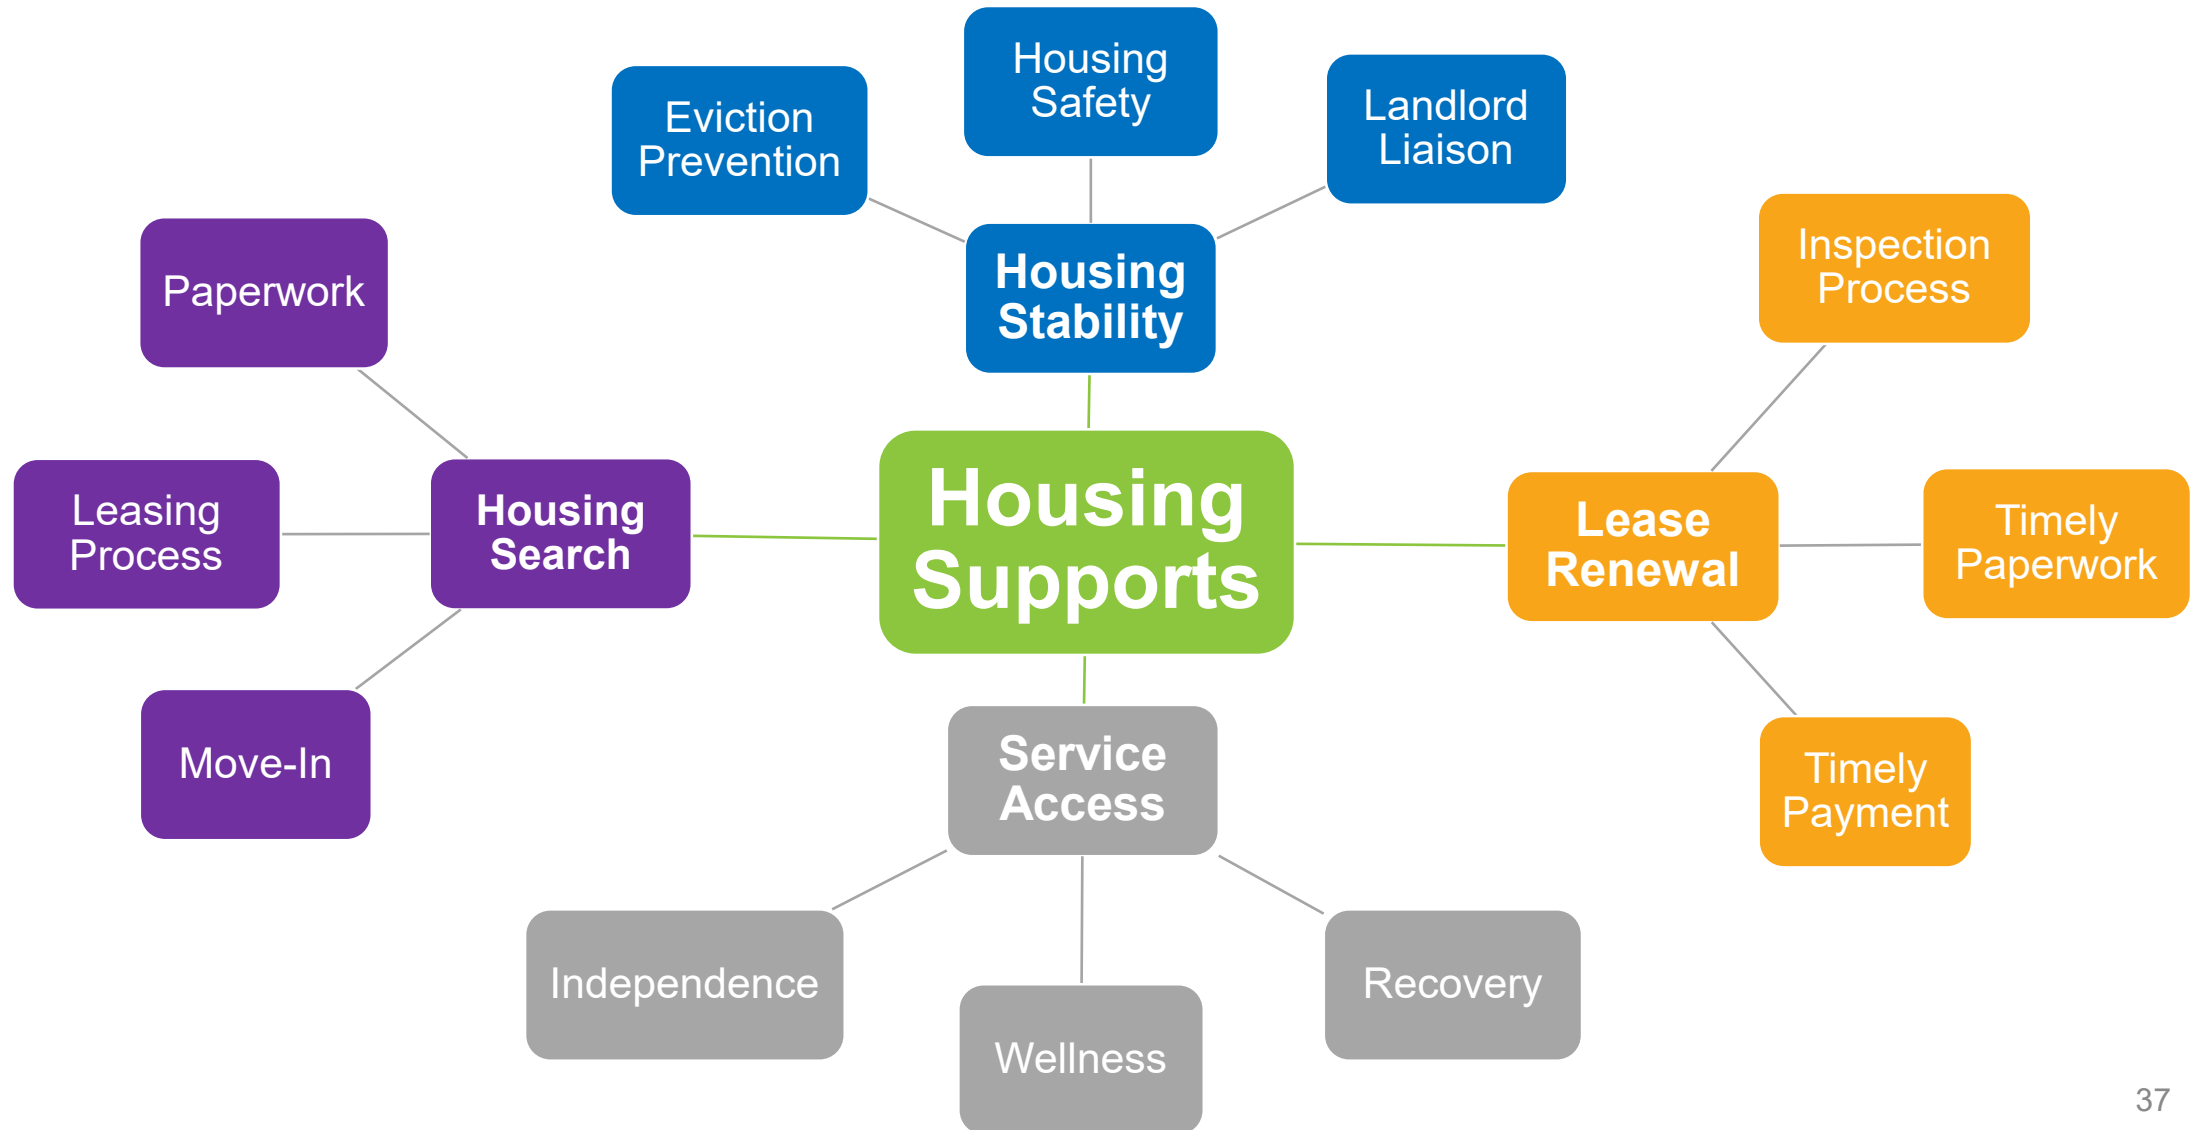 Housing
Safety
Eviction
Prevention
Landlord
Liaison
Housing
Stability
Paperwork
Leasing
Process
Move-In
Housing
Search
Housing
Supports
Inspection
Process
Lease
Renewal
Timely
Paperwork
Timely
Payment
Service
Access
Independence
Wellness
Recovery
37